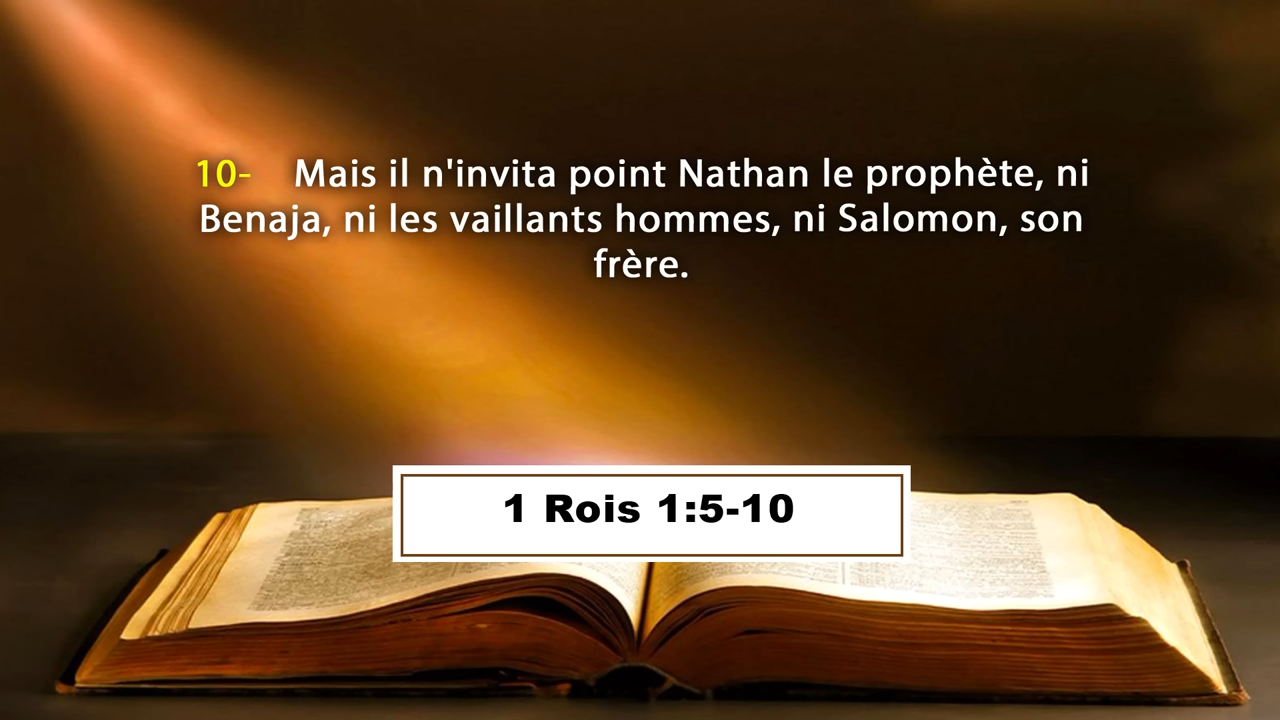 10- Mais il n'invita point Nathan le prophète, ni
Benaja, ni les vaillants hommes, ni Salomon, son
frère.
1 Rois 1:5-10